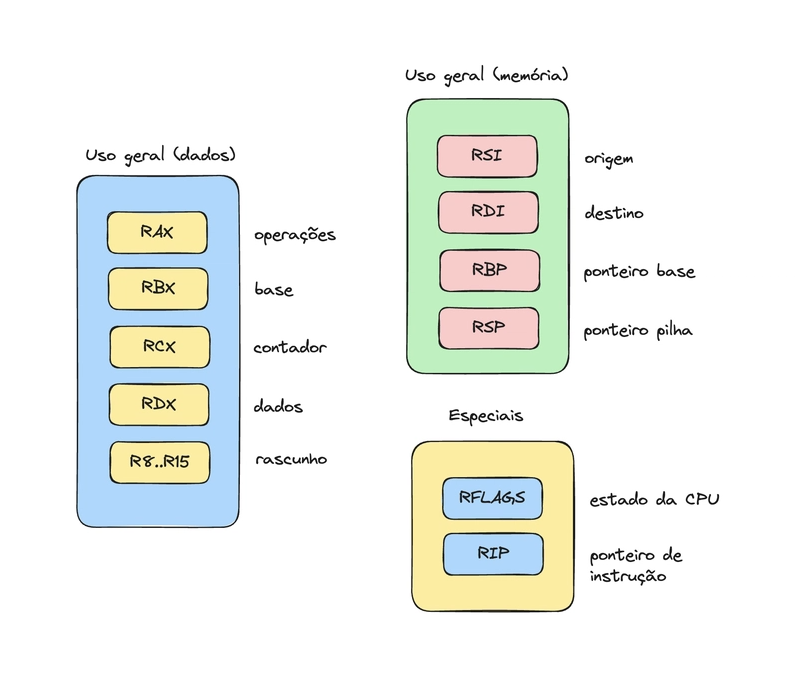 Uso geral (dados)
RAX
operações
RBX
base
RCX
contador
RDX
dados
R8..R15
rascunho
Uso geral (memória)
RSI
origem
RDI
destino
RBP
ponteiro base
RSP
ponteiro pilha
Especiais
RFLAGS
estado da CPU
RIP
ponteiro de
instrução